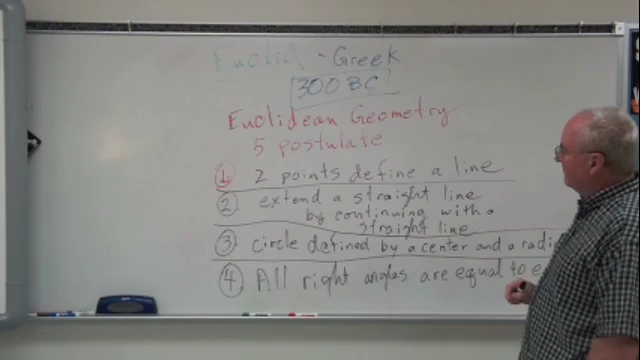 Euclid - Greek
300 BC
Euclidean Geometry
5 postulate
1. 2 points define a line
2 extend a straight line
by continuing with a
straight line
3 circle defined by a center and a radi
4 All right angles are equal to e